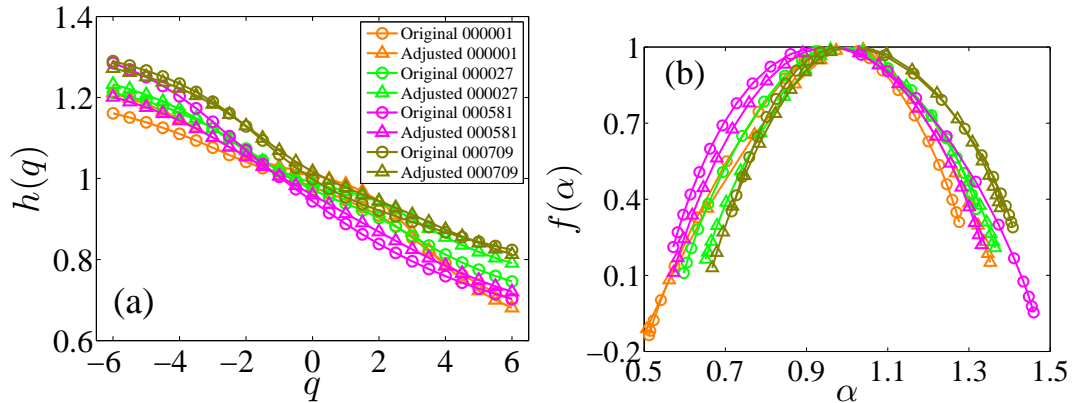 1.4
1.2
1
0.8
0.6
h(q)
Original 000001
Adjusted 000001
Original 000027
Adjusted 000027
Original 000581
Adjusted 000581
Original 000709
Adjusted 000709
(a)
−6 −4 −2 0 2 4 6
q
1
0.7
0.4
0.1
−0.2
f(α)
(b)
0.5 0.7 0.9 1.1 1.3 1.5
α